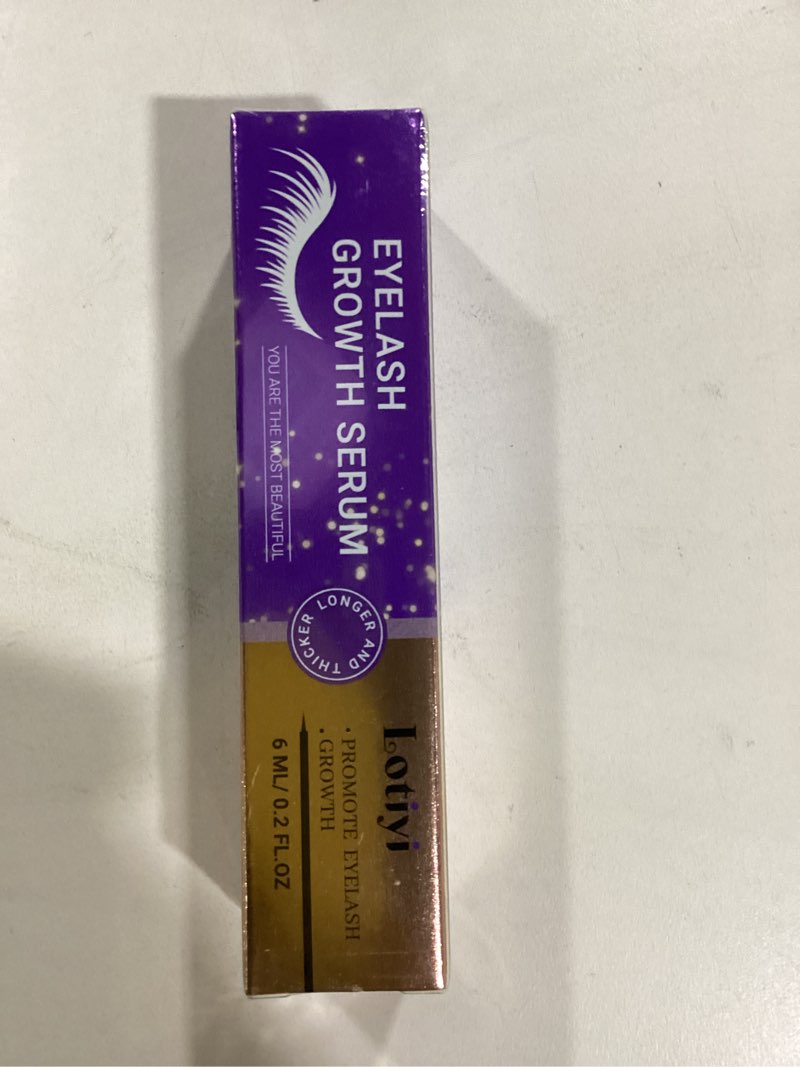 EYELASH
GROWTH SERUM
YOU ARE THE MOST BEAUTIFUL
LONGER AND THICKER
Lotiyi
· PROMOTE EYELASH
· GROWTH
6 ML/ 0.2 FL.OZ